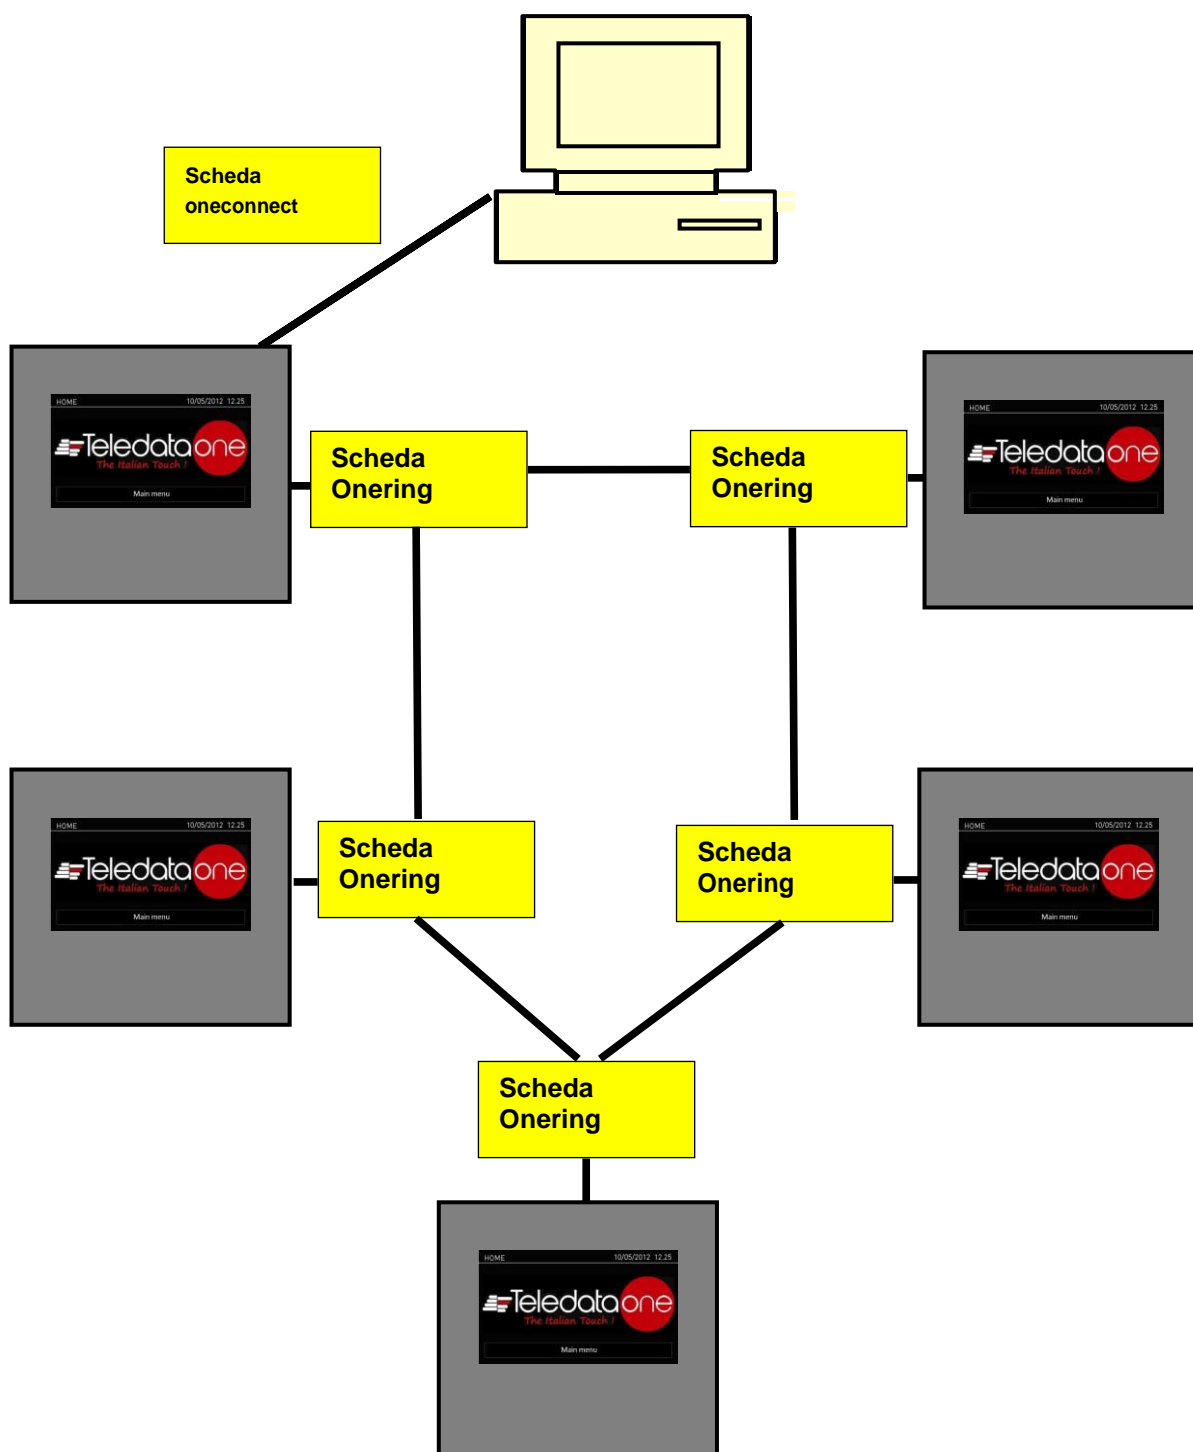 Scheda
oneconnect
HOME 10/05/2012 12.25
Teledata one
The Italian Touch !
Main menu
Scheda
Onering
Scheda
Onering
HOME 10/05/2012 12.25
Teledata one
The Italian Touch !
Main menu
HOME 10/05/2012 12.25
Teledata one
The Italian Touch !
Main menu
Scheda
Onering
Scheda
Onering
HOME 10/05/2012 12.25
Teledata one
The Italian Touch !
Main menu
Scheda
Onering
HOME 10/05/2012 12.25
Teledata one
The Italian Touch !
Main menu